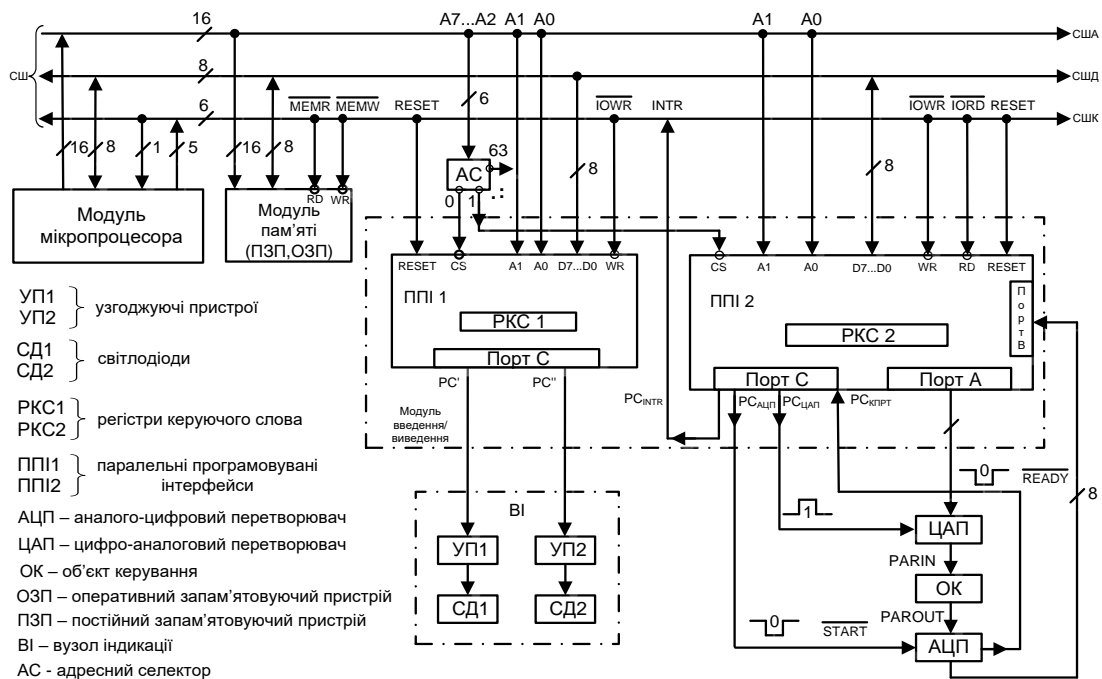 16
А7...А2 А1 А0 А1 А0
США
СШ
8
СШД
6
6
MEMR MEMW RESET IOWR INTR IOWR IORD RESET
СШК
16 8 1 5 16 8 63 8 8
АС
0 1
Модуль
мікропроцесора
RD WR
Модуль
пам'яті
(ПЗП,ОЗП)
RESET CS A1 A0 D7...D0 WR
CS A1 A0 D7...D0 WR RD RESET
ППІ 1
РКС 1
Порт С
PC' PC''
ППІ 2
РКС 2
Порт В
Порт С Порт А
PCINTR PCАЦП PCЦАП PCКПРТ
Модуль
введення/
виведення
УП1
УП2
узгоджуючі пристрої
СД1
СД2
світлодіоди
РКС1
РКС2
регістри керуючого слова
ППІ1
ППІ2
паралельні програмовувані
інтерфейси
АЦП – аналого-цифровий перетворювач
ЦАП – цифро-аналоговий перетворювач
ОК – об'єкт керування
ОЗП – оперативний запам'ятовуючий пристрій
ПЗП – постійний запам'ятовуючий пристрій
ВІ – вузол індикації
АС - адресний селектор
ВІ
УП1 УП2
СД1 СД2
0 READY
8
1
ЦАП
PARIN
ОК
PAROUT
0 START
АЦП